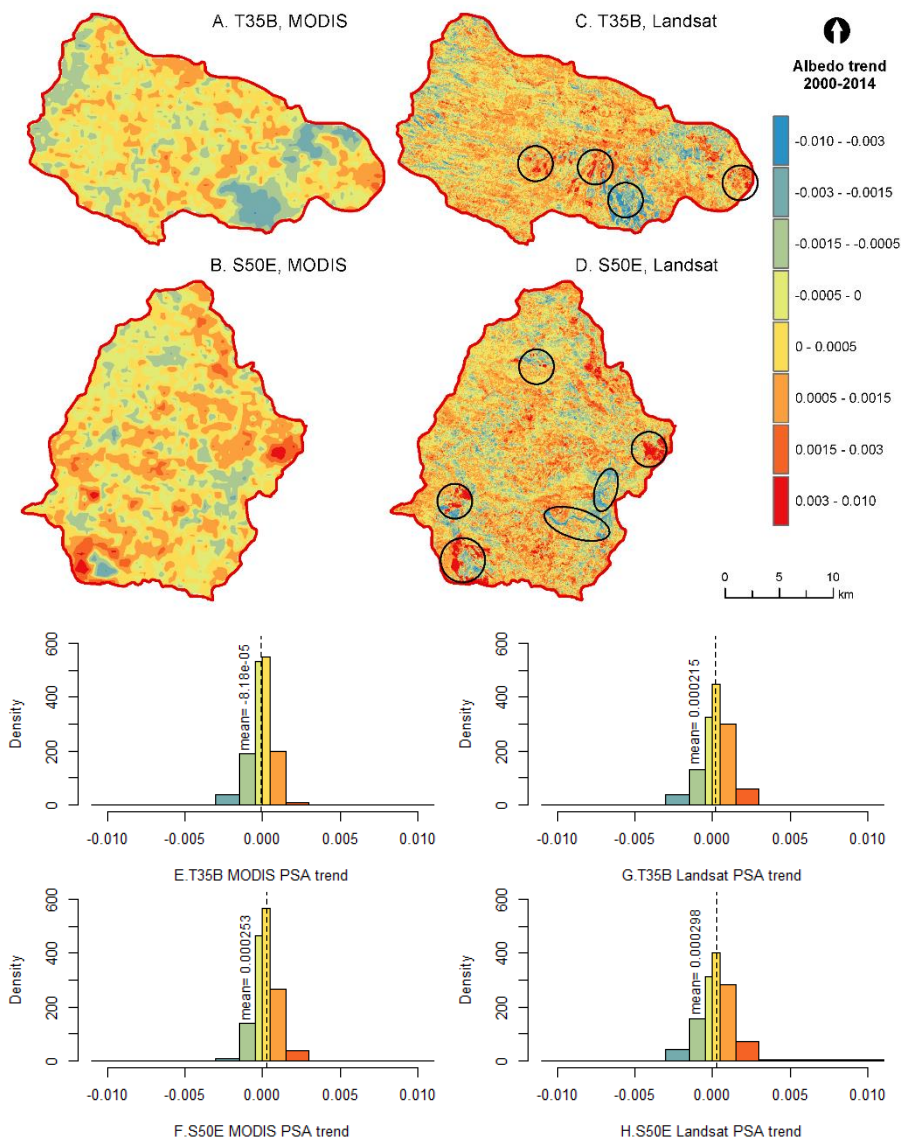 A. T35B, MODIS
C. T35B, Landsat
Albedo trend
2000-2014
-0.010 - -0.003
-0.003 - -0.0015
-0.0015 - -0.0005
-0.0005 - 0
0 - 0.0005
0.0005 - 0.0015
0.0015 - 0.003
0.003 - 0.010
B. S50E, MODIS
D. S50E, Landsat
0 5 10
km
Density
0 200 400 600
mean= -8.18e-05
-0.010 -0.005 0.000 0.005 0.010
E.T35B MODIS PSA trend
Density
0 200 400 600
mean= 0.000215
-0.010 -0.005 0.000 0.005 0.010
G.T35B Landsat PSA trend
Density
0 200 400 600
mean= 0.000253
-0.010 -0.005 0.000 0.005 0.010
F.S50E MODIS PSA trend
Density
0 200 400 600
mean= 0.000298
-0.010 -0.005 0.000 0.005 0.010
H.S50E Landsat PSA trend